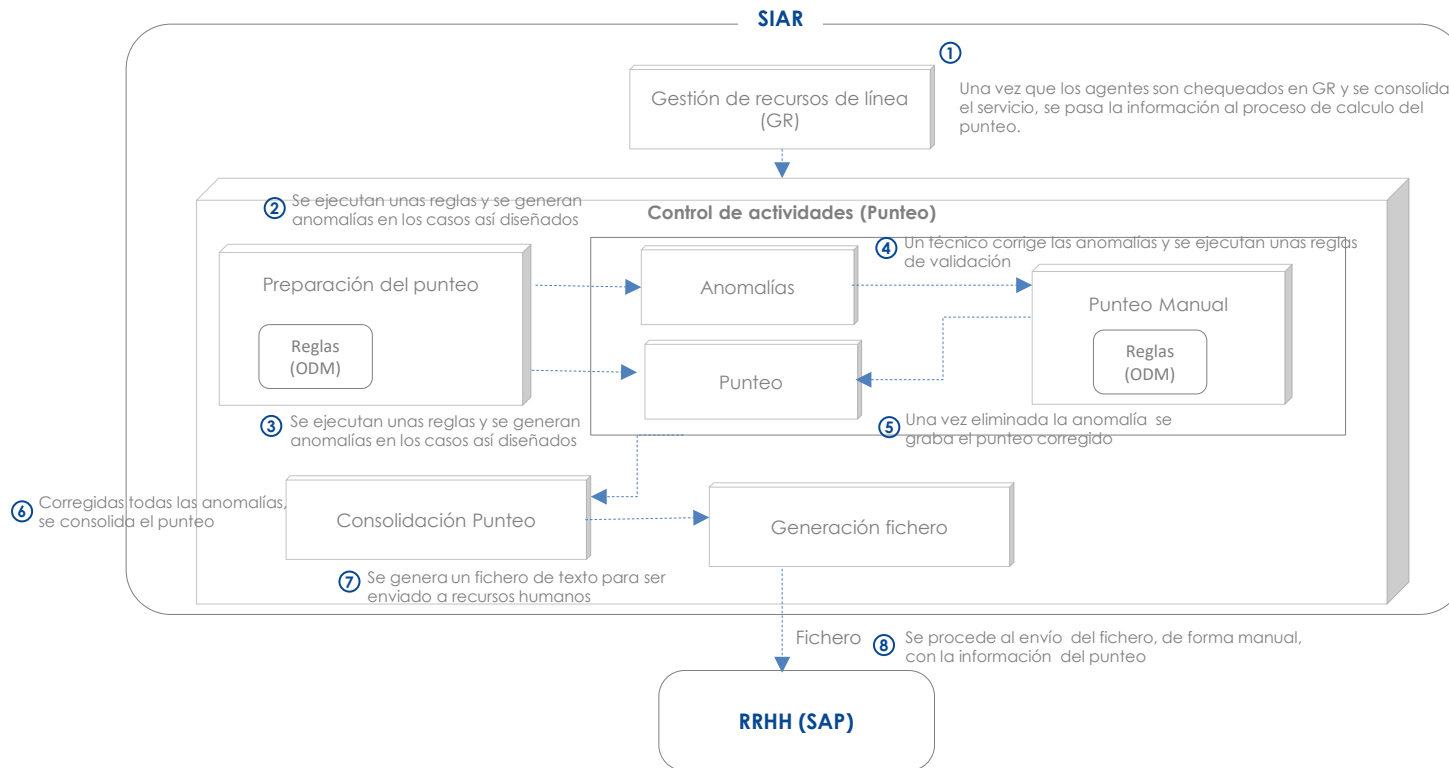 SIAR
1
Una vez que los agentes son chequeados en GR y se consolida
el servicio, se pasa la información al proceso de calculo del
punteo.
Gestión de recursos de línea
(GR)
2
Se ejecutan unas reglas y se generan
anomalías en los casos así diseñados
Control de actividades (Punteo)
4
Un técnico corrige las anomalías y se ejecutan unas reglas
de validación
Preparación del punteo
Reglas
(ODM)
Anomalías
Punteo Manual
Reglas
(ODM)
Punteo
3
Se ejecutan unas reglas y se generan
anomalías en los casos así diseñados
5
Una vez eliminada la anomalía se
graba el punteo corregido
6
Corregidas todas las anomalías,
se consolida el punteo
Consolidación Punteo
Generación fichero
7
Se genera un fichero de texto para ser
enviado a recursos humanos
Fichero
8
Se procede al envío del fichero, de forma manual,
con la información del punteo
RRHH (SAP)